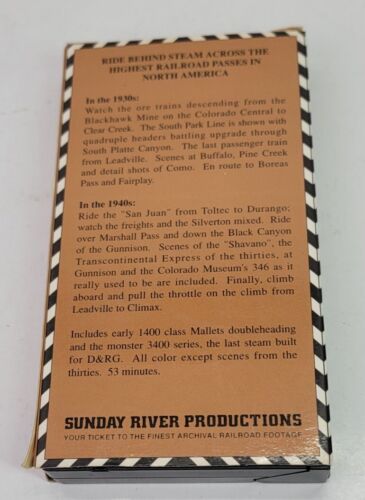 RIDE BEHIND STEAM ACROSS THE
HIGHEST RAILROAD PASSES IN
NORTH AMERICA
In the 1930s:
Watch the ore trains descending from the
Blackhawk Mine on the Colorado Central to
Clear Creek. The South Park Line is shown with
quadruple headers battling upgrade through
South Platte Canyon. The last passenger train
from Leadville. Scenes at Buffalo, Pine Creek
and detail shots of Como. En route to Boreas
Pass and Fairplay.
In the 1940s:
Ride the "San Juan" from Toltec to Durango;
watch the freights and the Silverton mixed. Ride
over Marshall Pass and down the Black Canyon
of the Gunnison. Scenes of the "Shavano", the
Transcontinental Express of the thirties, at
Gunnison and the Colorado Museum's 346 as it
really used to be are included. Finally, climb
aboard and pull the throttle on the climb from
Leadville to Climax.
Includes early 1400 class Mallets doubleheading
and the monster 3400 series, the last steam built
for D&RG. All color except scenes from the
thirties. 53 minutes.
SUNDAY RIVER PRODUCTIONS
YOUR TICKET TO THE FINEST ARCHIVAL RAILROAD FOOTAGE